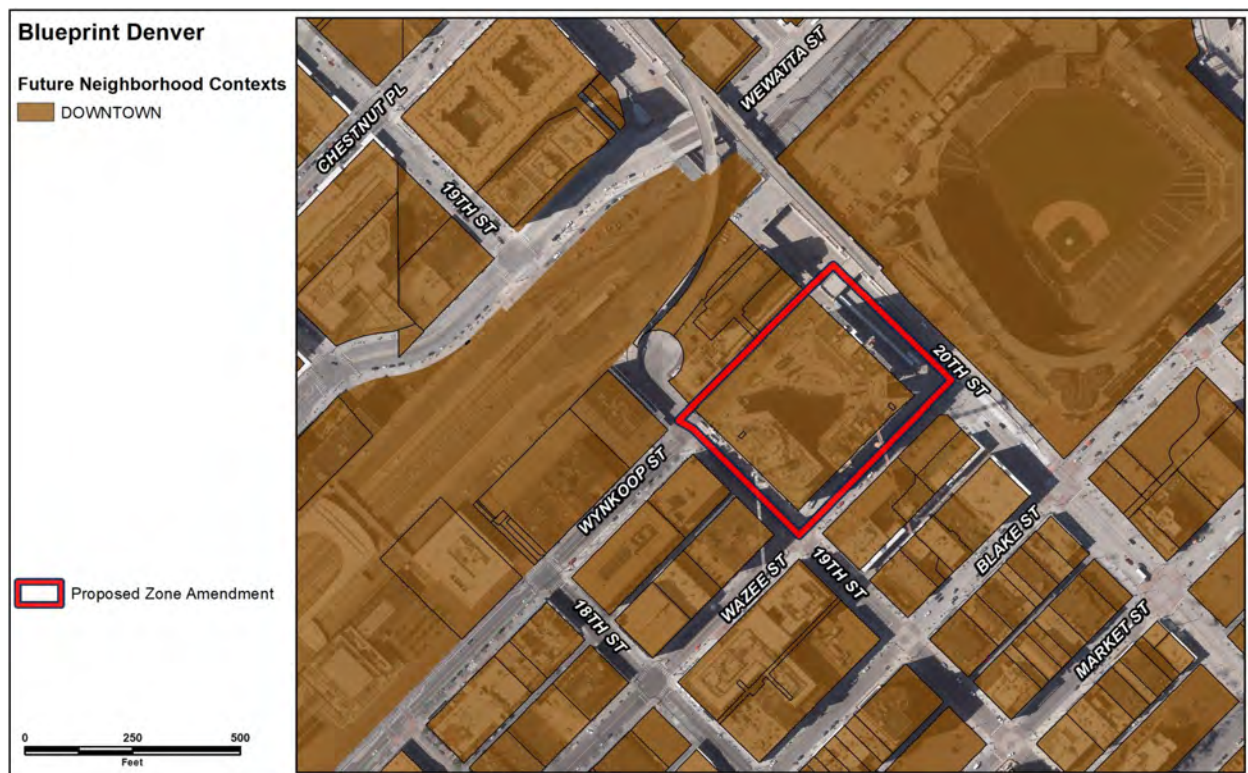 Blueprint Denver
Future Neighborhood Contexts
DOWNTOWN
Proposed Zone Amendment
0 250 500
Feet
WEWATTA ST
CHESTNUT PL
19TH ST
20TH ST
WYNKOOP ST
BLAKE ST
WAZEE ST
19TH ST
18TH ST
MARKET ST